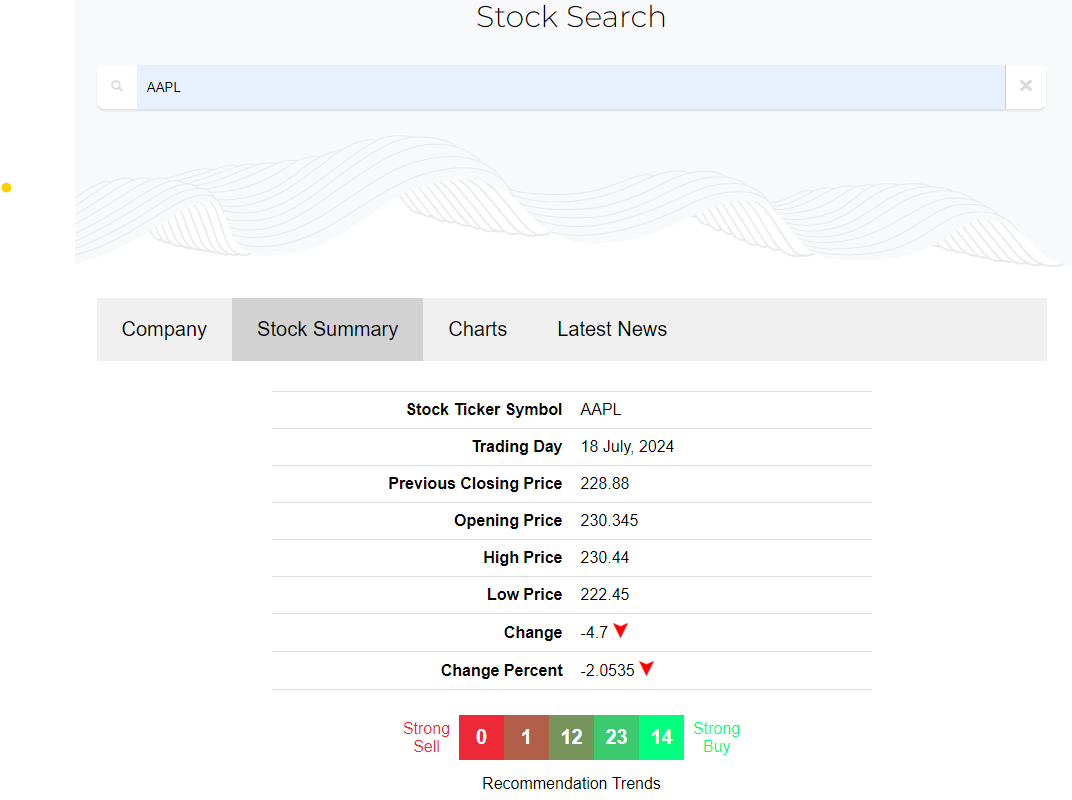 Stock Search
AAPL
Company Stock Summary Charts Latest News
Stock Ticker Symbol AAPL
Trading Day 18 July, 2024
Previous Closing Price 228.88
Opening Price 230.345
High Price 230.44
Low Price 222.45
Change -4.7
Change Percent -2.0535
Strong Sell 0 1 12 23 14 Strong Buy
Recommendation Trends